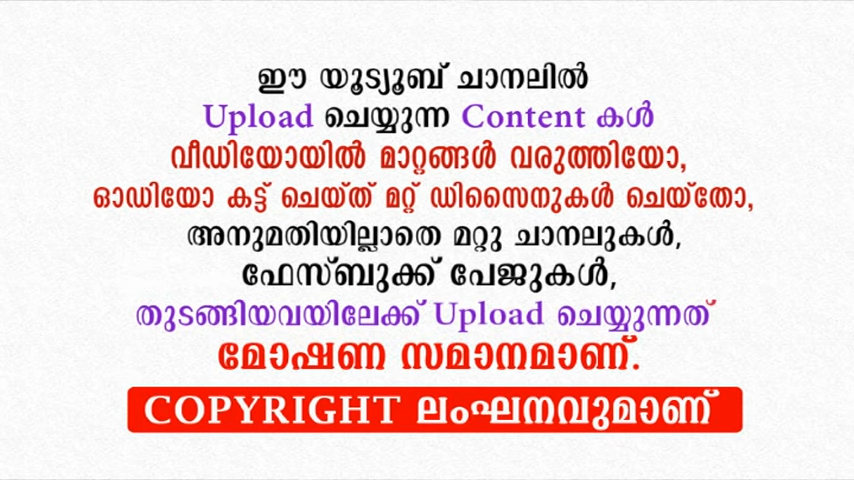 ഈ യൂട്യൂബ് ചാനലിൽ
Upload ചെയ്യുന്ന Content കൾ
വീഡിയോയിൽ മാറ്റങ്ങൾ വരുത്തിയോ,
ഓഡിയോ കട്ട് ചെയ്ത് മറ്റ് ഡിസൈനുകൾ ചെയ്തോ,
അനുമതിയില്ലാതെ മറ്റു ചാനലുകൾ,
ഫേസ്ബുക്ക് പേജുകൾ,
തുടങ്ങിയവയിലേക്ക് Upload ചെയ്യുന്നത്
മോഷണ സമാനമാണ്.
COPYRIGHT ലംഘനവുമാണ്